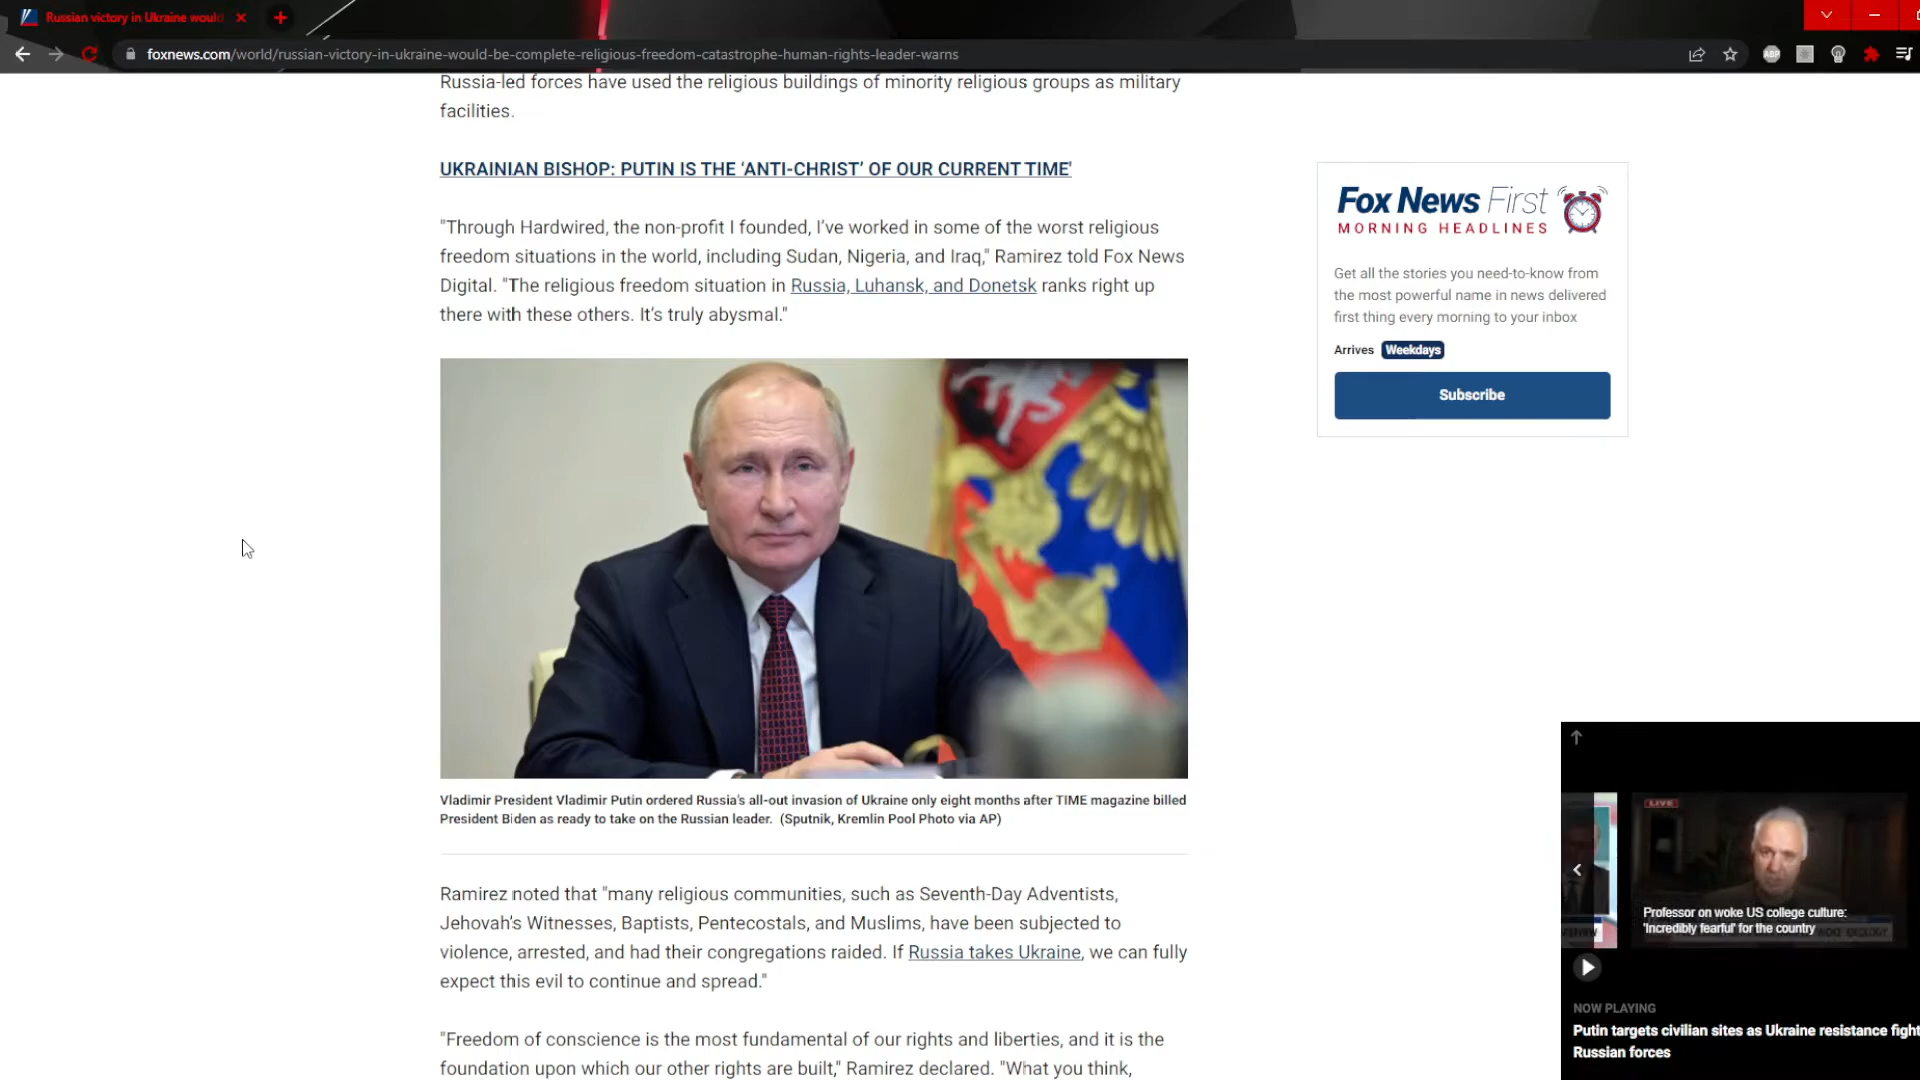 Russian victory in Ukraine would
foxnews.com/world/russian-victory-in-ukraine-would-be-complete-religious-freedom-catastrophe-human-rights-leader-warns
ABP
Russia-led forces have used the religious buildings of minority religious groups as military
facilities.
UKRAINIAN BISHOP: PUTIN IS THE ‘ANTI-CHRIST’ OF OUR CURRENT TIME'
"Through Hardwired, the non-profit I founded, I’ve worked in some of the worst religious
freedom situations in the world, including Sudan, Nigeria, and Iraq," Ramirez told Fox News
Digital. "The religious freedom situation in Russia, Luhansk, and Donetsk ranks right up
there with these others. It’s truly abysmal."
Vladimir President Vladimir Putin ordered Russia's all-out invasion of Ukraine only eight months after TIME magazine billed
President Biden as ready to take on the Russian leader. (Sputnik, Kremlin Pool Photo via AP)
Ramirez noted that "many religious communities, such as Seventh-Day Adventists,
Jehovah’s Witnesses, Baptists, Pentecostals, and Muslims, have been subjected to
violence, arrested, and had their congregations raided. If Russia takes Ukraine, we can fully
expect this evil to continue and spread."
"Freedom of conscience is the most fundamental of our rights and liberties, and it is the
foundation upon which our other rights are built," Ramirez declared. "What you think,
Fox News First
MORNING HEADLINES
Get all the stories you need-to-know from
the most powerful name in news delivered
first thing every morning to your inbox
Arrives Weekdays
Subscribe
LIVE
Professor on woke US college culture:
'Incredibly fearful' for the country
NOW PLAYING
Putin targets civilian sites as Ukraine resistance fight
Russian forces